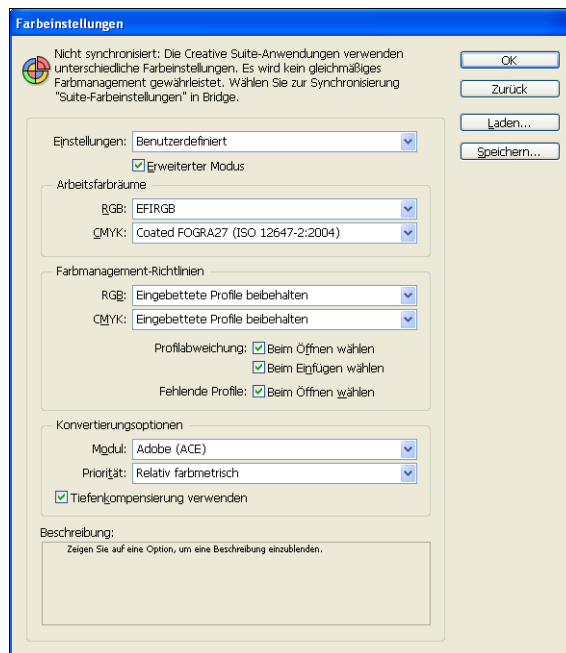 Farbeinstellungen
Nicht synchronisiert: Die Creative Suite-Anwendungen verwenden
unterschiedliche Farbeinstellungen. Es wird kein gleichmäßiges
Farbmanagement gewährleistet. Wählen Sie zur Synchronisierung
"Suite-Farbeinstellungen" in Bridge.
OK
Zurück
Laden...
Speichern...
Einstellungen: Benutzerdefiniert
Erweiterter Modus
Arbeitsfarbräume
RGB: EFIRGB
CMYK: Coated FOGRA27 (ISO 12647-2:2004)
Farbmanagement-Richtlinien
RGB: Eingebettete Profile beibehalten
CMYK: Eingebettete Profile beibehalten
Profilabweichung: Beim Öffnen wählen
Beim Einfügen wählen
Fehlende Profile: Beim Öffnen wählen
Konvertierungsoptionen
Modul: Adobe (ACE)
Priorität: Relativ farbmetrisch
Tiefenkompensierung verwenden
Beschreibung:
Zeigen Sie auf eine Option, um eine Beschreibung einzublenden.